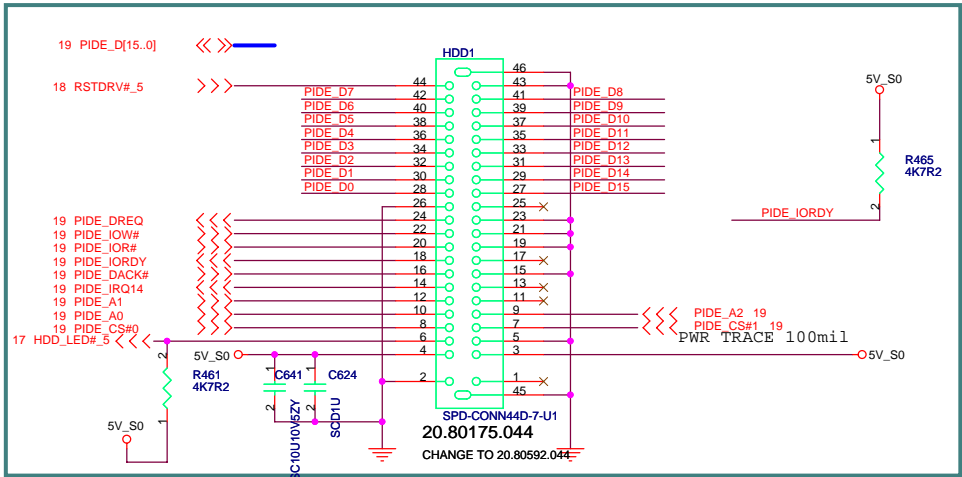 19 PIDE_D[15..0]
18 RSTDRV#_5
HDD1
46
44 43
PIDE_D7 42 41 PIDE_D8
PIDE_D6 40 39 PIDE_D9
PIDE_D5 38 37 PIDE_D10
PIDE_D4 36 35 PIDE_D11
PIDE_D3 34 33 PIDE_D12
PIDE_D2 32 31 PIDE_D13
PIDE_D1 30 29 PIDE_D14
PIDE_D0 28 27 PIDE_D15
26 25
19 PIDE_DREQ 24 23
19 PIDE_IOW# 22 21
19 PIDE_IOR# 20 19
19 PIDE_IORDY 18 17
19 PIDE_DACK# 16 15
19 PIDE_IRQ14 14 13
19 PIDE_A1 12 11
19 PIDE_A0 10 9 PIDE_A2 19
19 PIDE_CS#0 8 7 PIDE_CS#1 19
17 HDD_LED#_5 6 5 PWR TRACE 100mil
5V_S0 4 3 5V_S0
2 1
45
5V_S0
1
R465
4K7R2
2
PIDE_IORDY
2
R461
4K7R2
1
5V_S0
1
C641
2
SC10U10V5ZY
1
C624
2
SCD1U
SPD-CONN44D-7-U1
20.80175.044
CHANGE TO 20.80592.044